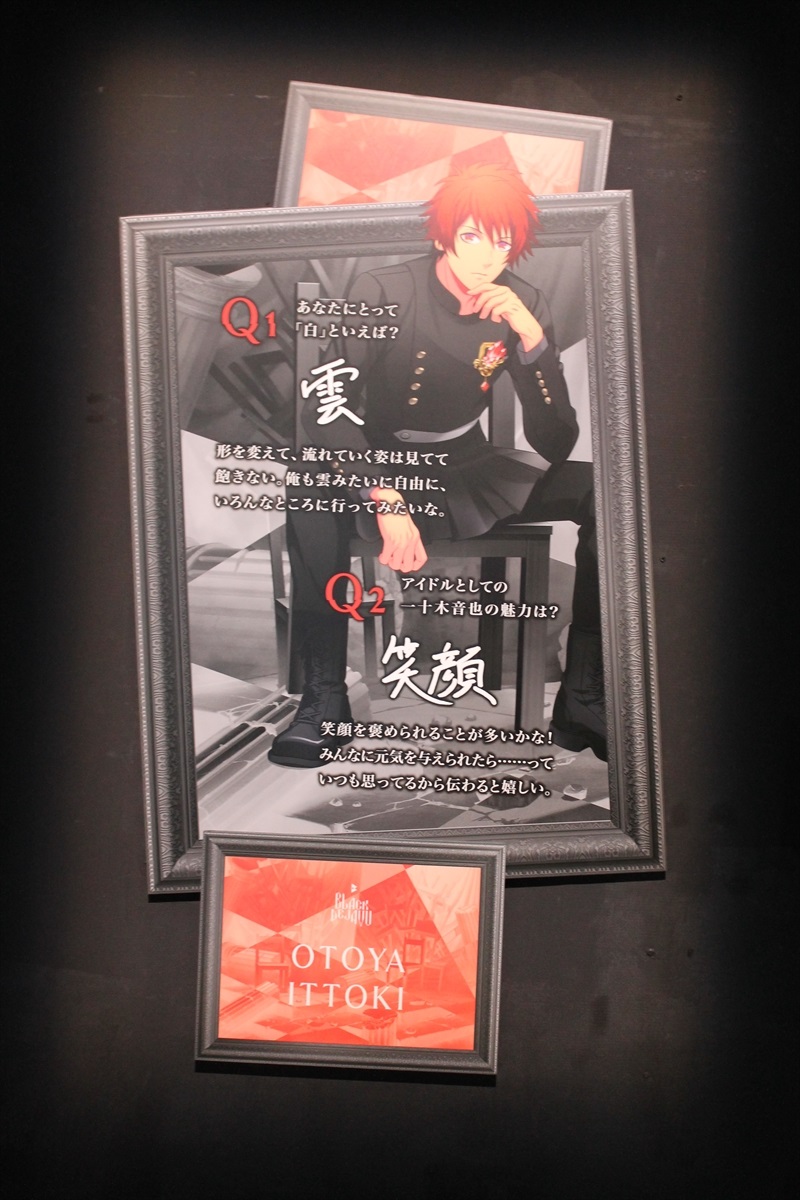 Q1
あなたにとって
「白」といえば?
雲
形を変えて、流れていく姿は見てて
飽きない。俺も雲みたいに自由に、
いろんなところに行ってみたいな。
Q2
アイドルとしての
一十木音也の魅力は?
笑顔
笑顔を褒められることが多いかな!
みんなに元気を与えられたら……って
いつも思ってるから伝わると嬉しい。
BLACK
DEJAVU
OTOYA
ITTOKI